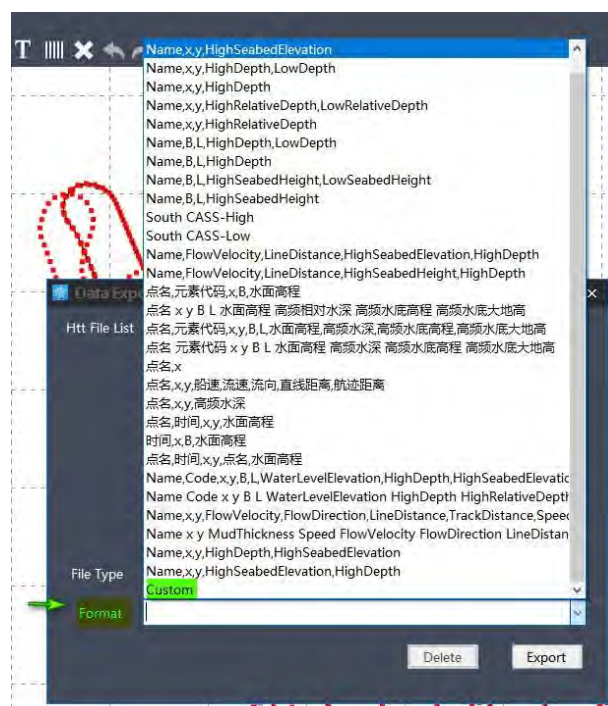 T
Name,x,y,HighSeabedElevation
Name,x,y,HighDepth,LowDepth
Name,x,y,HighDepth
Name,x,y,HighRelativeDepth,LowRelativeDepth
Name,x,y,HighRelativeDepth
Name,B,L,HighDepth,LowDepth
Name,B,L,HighDepth
Name,B,L,HighSeabedHeight,LowSeabedHeight
Name,B,L,HighSeabedHeight
South CASS-High
South CASS-Low
Name,FlowVelocity,LineDistance,HighSeabedElevation,HighDepth
Name,FlowVelocity,LineDistance,HighSeabedHeight,HighDepth
Data Exp
点名,元素代码,x,B,水面高程
Htt File List
点名 x y B L 水面高程 高频相对水深 高频水底高程 高频水底大地高
点名,元素代码,x,y,B,L,水面高程,高频水深,高频水底高程,高频水底大地高
点名 元素代码 x y B L 水面高程 高频水深 高频水底高程 高频水底大地高
点名,x
点名,x,y,船速,流速,流向,直线距离,航迹距离
点名,x,y,高频水深
点名,时间,x,y,水面高程
时间,x,B,水面高程
点名,时间,x,y,点名,水面高程
Name,Code,x,y,B,L,WaterLevelElevation,HighDepth,HighSeabedElevatic
Name Code x y B L WaterLevelElevation HighDepth HighRelativeDepth
Name,x,y,FlowVelocity,FlowDirection,LineDistance,TrackDistance,Speed
Name x y MudThickness Speed FlowVelocity FlowDirection LineDistan
Name,x,y,HighDepth,HighSeabedElevation
File Type
Name,x,y,HighSeabedElevation,HighDepth
Custom
Format
Delete
Export